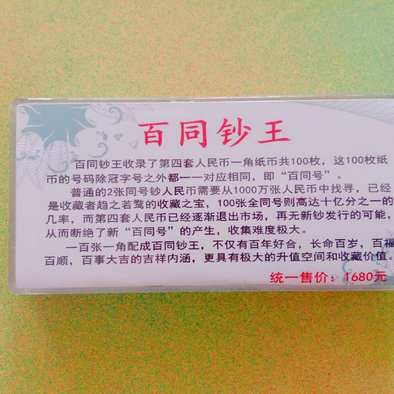 百同钞王
百同钞王收录了第四套人民币一角纸币共100枚，这100枚纸
币的号码除冠字号之外都一一对应相同，即“百同号”。
普通的2张同号钞人民币需要从1000万张人民币中找寻，已经
是收藏者趋之若鹜的收藏之宝，100张全同号则高达十亿分之一的
几率，而第四套人民币已经逐渐退出市场，再无新钞发行的可能，
从而断绝了新“百同号”的产生，收集难度极大。
一百张一角配成百同钞王，不仅有百年好合，长命百岁，百福
百顺，百事大吉的吉祥内涵，更具有极大的升值空间和收藏价值。
统一售价：1680元